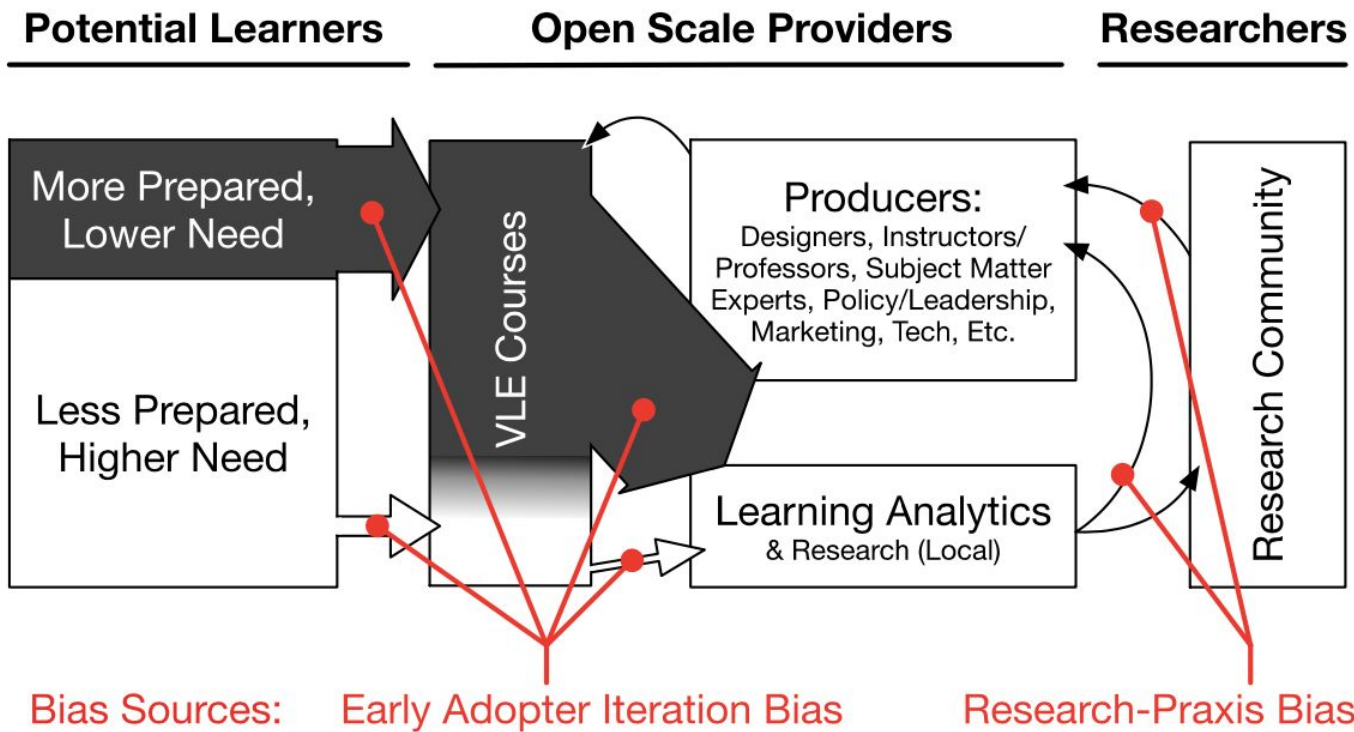 Potential Learners
Open Scale Providers
Researchers
More Prepared,
Lower Need
Less Prepared,
Higher Need
VLE Courses
Producers:
Designers, Instructors/
Professors, Subject Matter
Experts, Policy/Leadership,
Marketing, Tech, Etc.
Learning Analytics
& Research (Local)
Research Community
Bias Sources:
Early Adopter Iteration Bias
Research-Praxis Bias